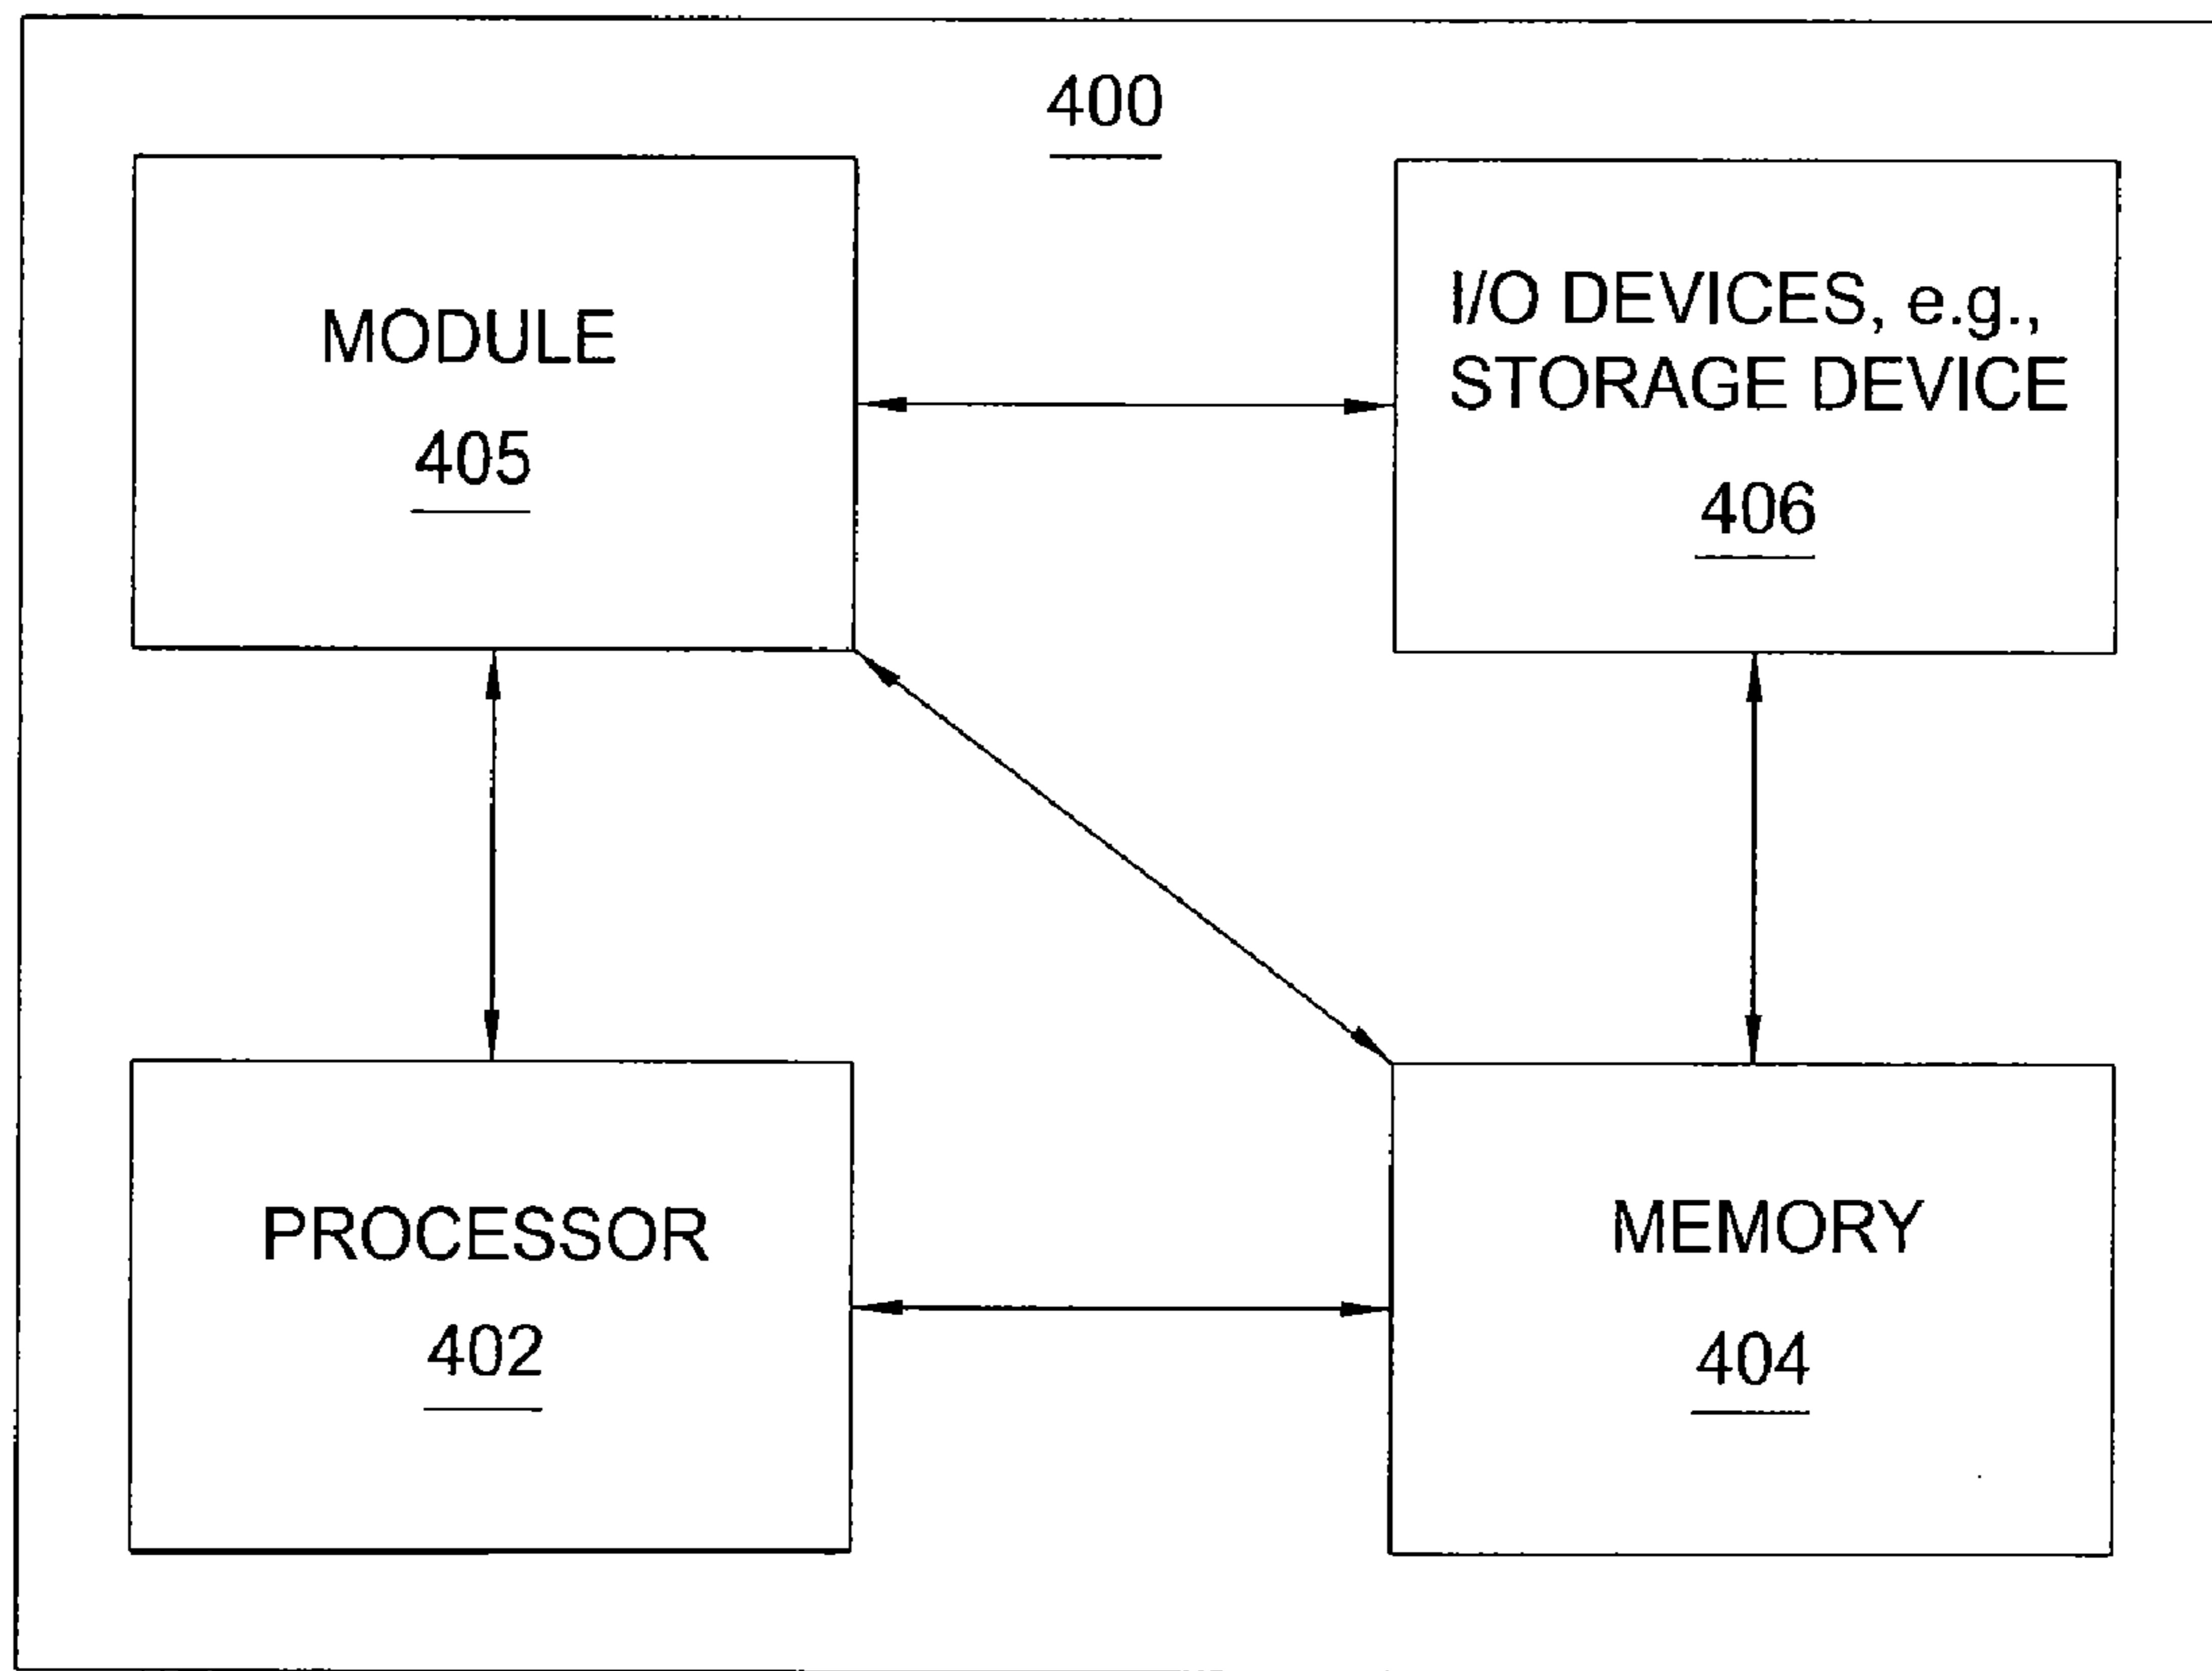 400
MODULE
405
I/O DEVICES, e.g.,
STORAGE DEVICE
406
PROCESSOR
402
MEMORY
404